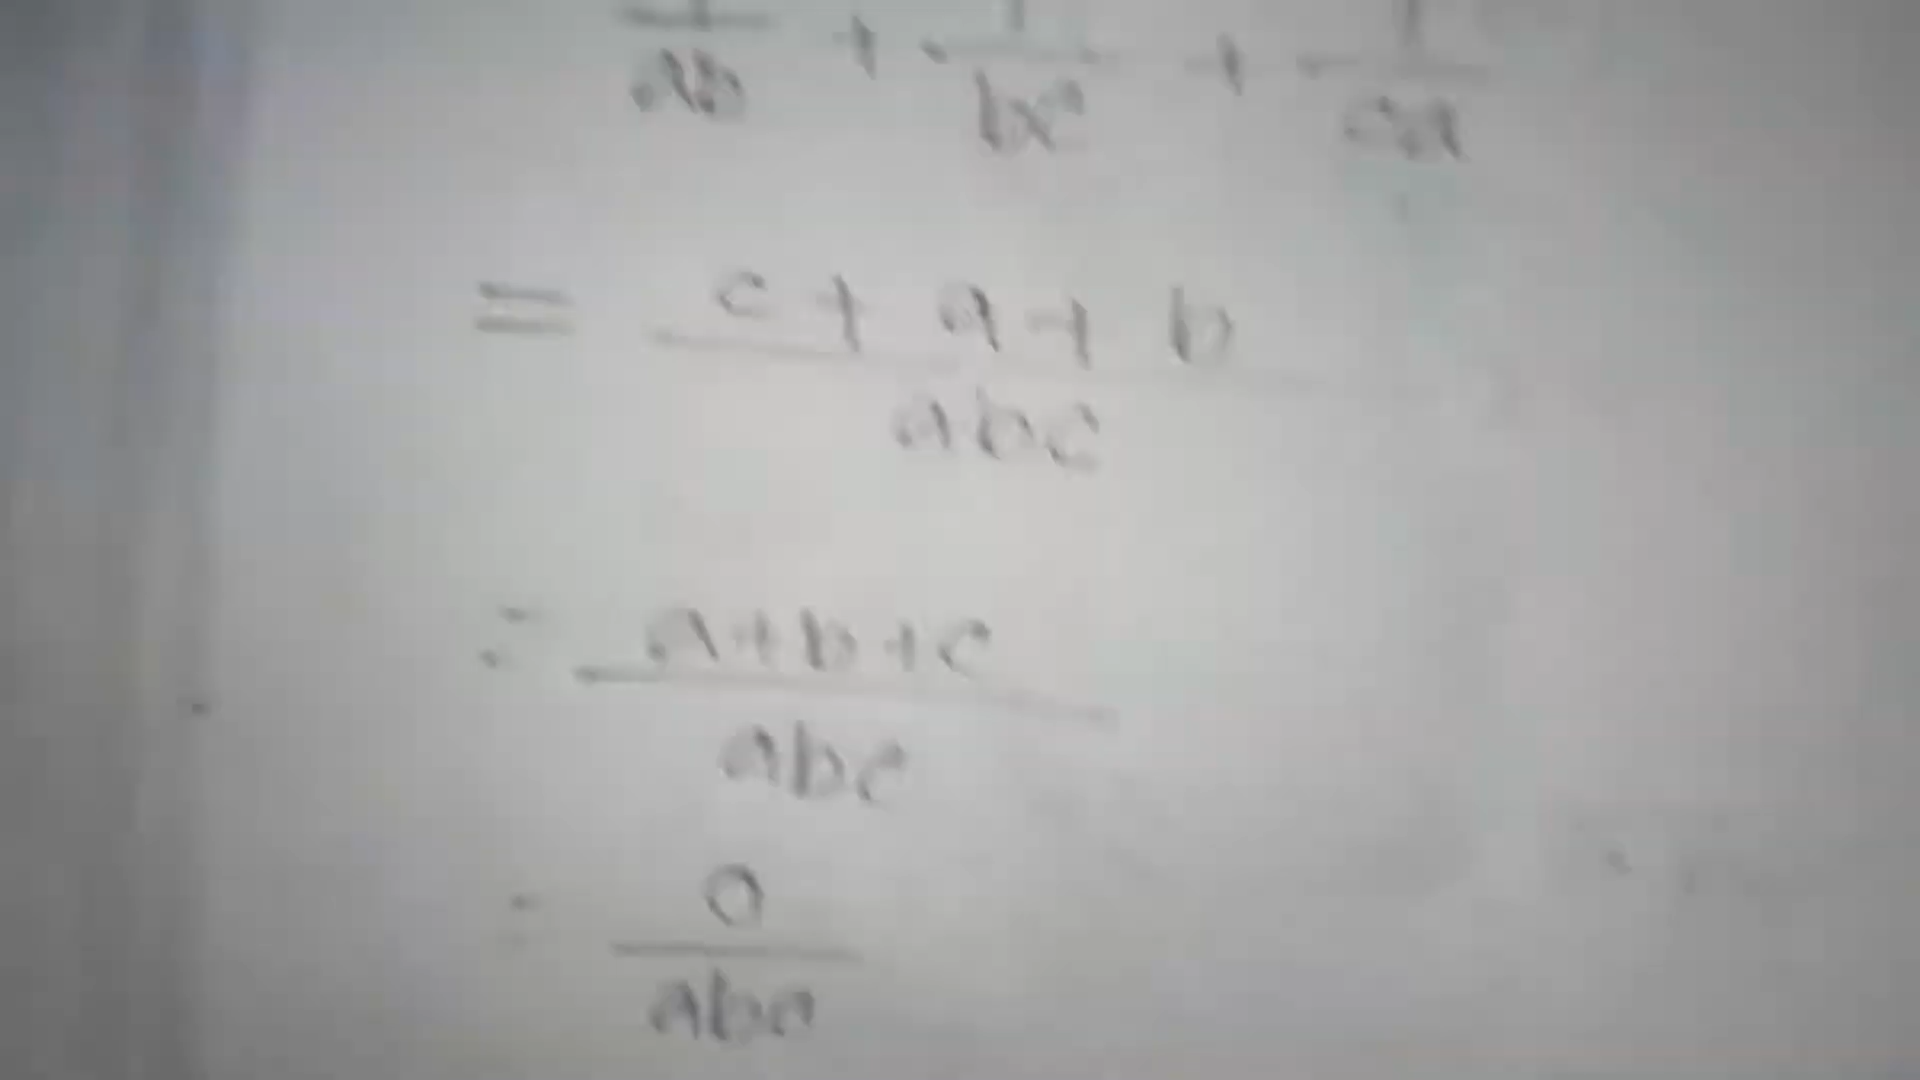 1/ab + 1/bc + 1/ca
= c + a + b / abc
= a+b+c / abc
= 0 / abc